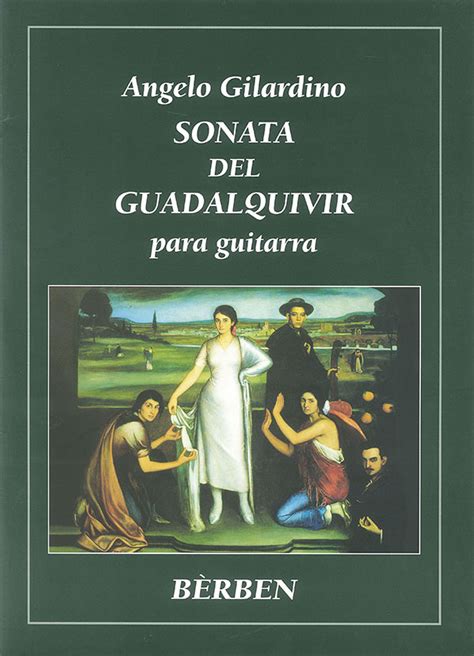 Angelo Gilardino
SONATA
DEL
GUADALQUIVIR
para guitarra
BÈRBEN